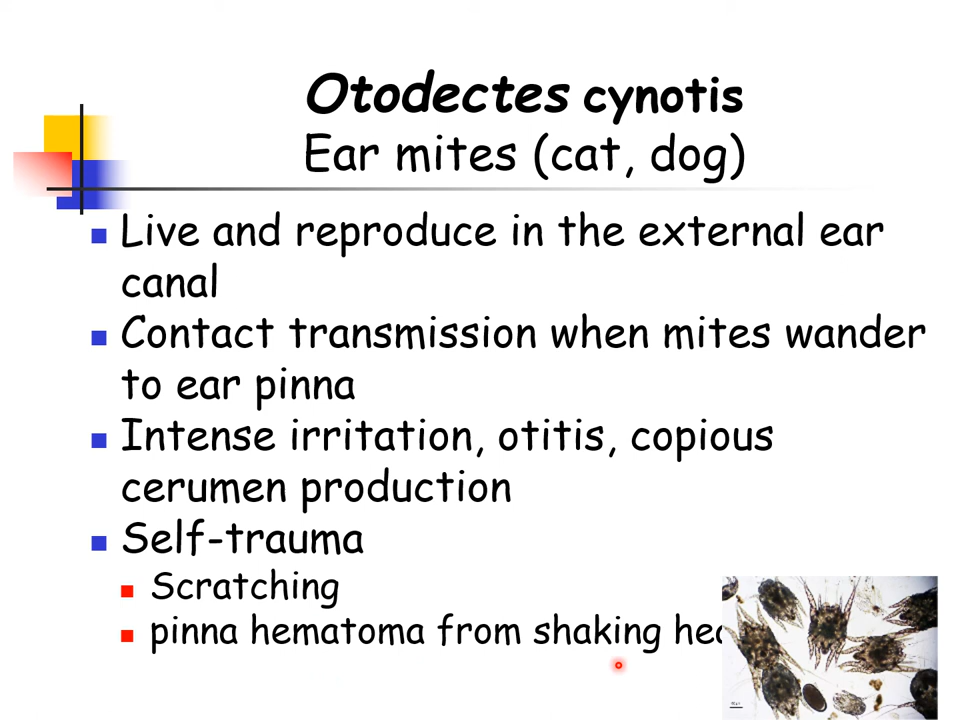 Otodectes cynotis
Ear mites (cat, dog)
Live and reproduce in the external ear
canal
Contact transmission when mites wander
to ear pinna
Intense irritation, otitis, copious
cerumen production
Self-trauma
Scratching
pinna hematoma from shaking